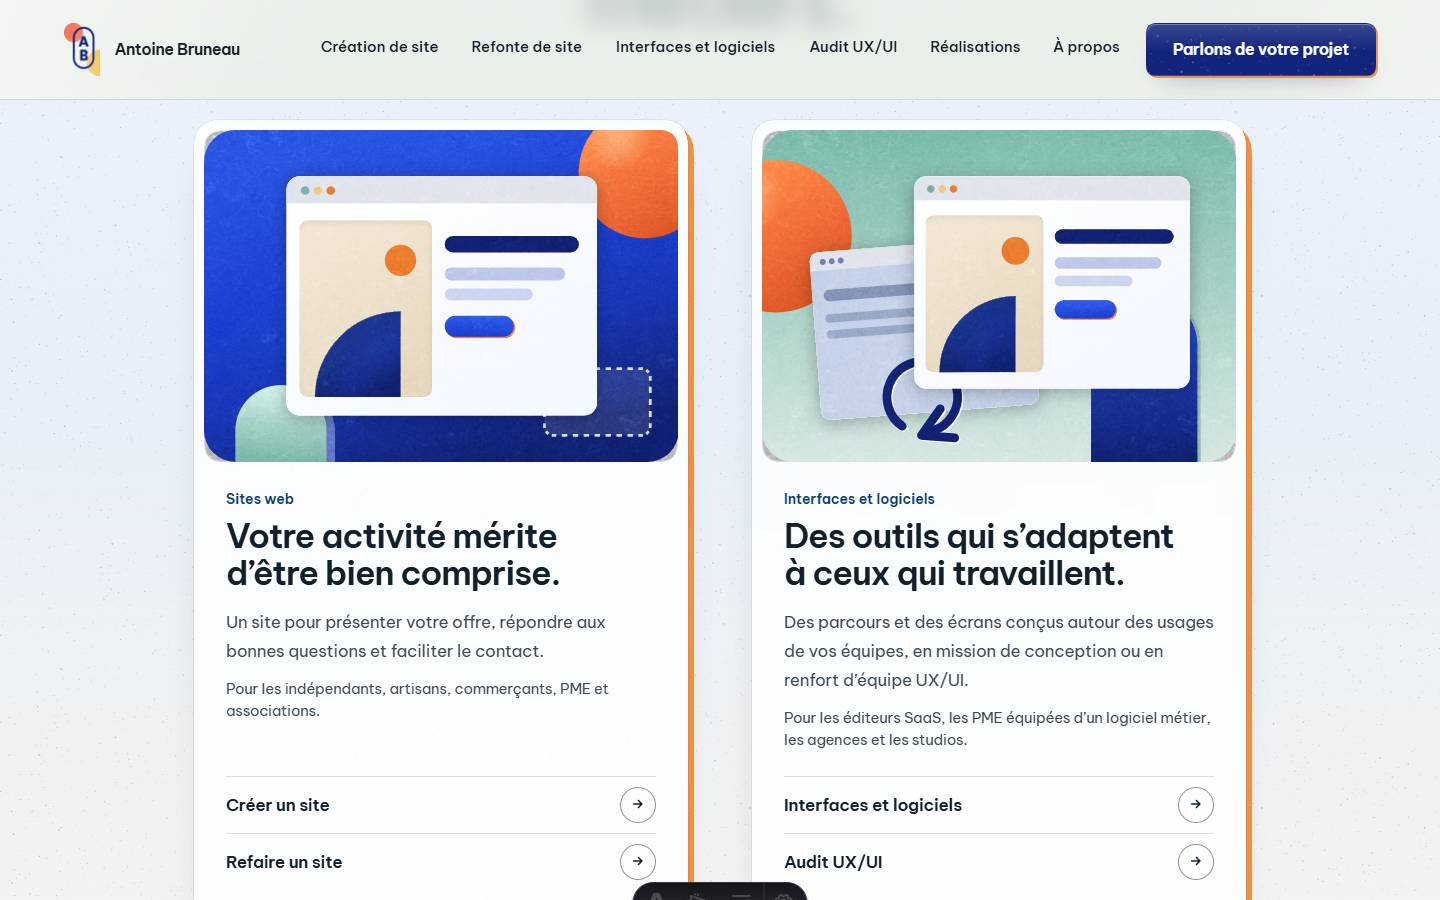 A
B
Antoine Bruneau
Création de site
Refonte de site
Interfaces et logiciels
Audit UX/UI
Réalisations
À propos
Parlons de votre projet
Sites web
Votre activité mérite
d’être bien comprise.
Un site pour présenter votre offre, répondre aux
bonnes questions et faciliter le contact.
Pour les indépendants, artisans, commerçants, PME et
associations.
Créer un site
Refaire un site
Interfaces et logiciels
Des outils qui s’adaptent
à ceux qui travaillent.
Des parcours et des écrans conçus autour des usages
de vos équipes, en mission de conception ou en
renfort d’équipe UX/UI.
Pour les éditeurs SaaS, les PME équipées d’un logiciel métier,
les agences et les studios.
Interfaces et logiciels
Audit UX/UI